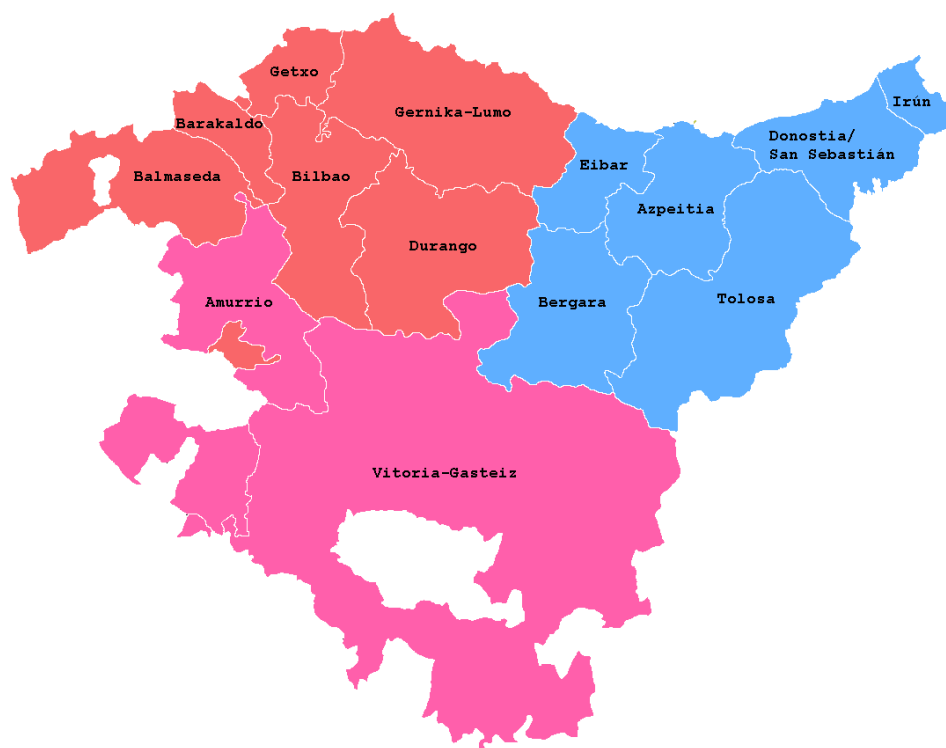 Getxo
Irún
Gernika-Lumo
Barakaldo
Donostia/
San Sebastián
Eibar
Balmaseda
Bilbao
Azpeitia
Durango
Amurrio
Bergara
Tolosa
Vitoria-Gasteiz